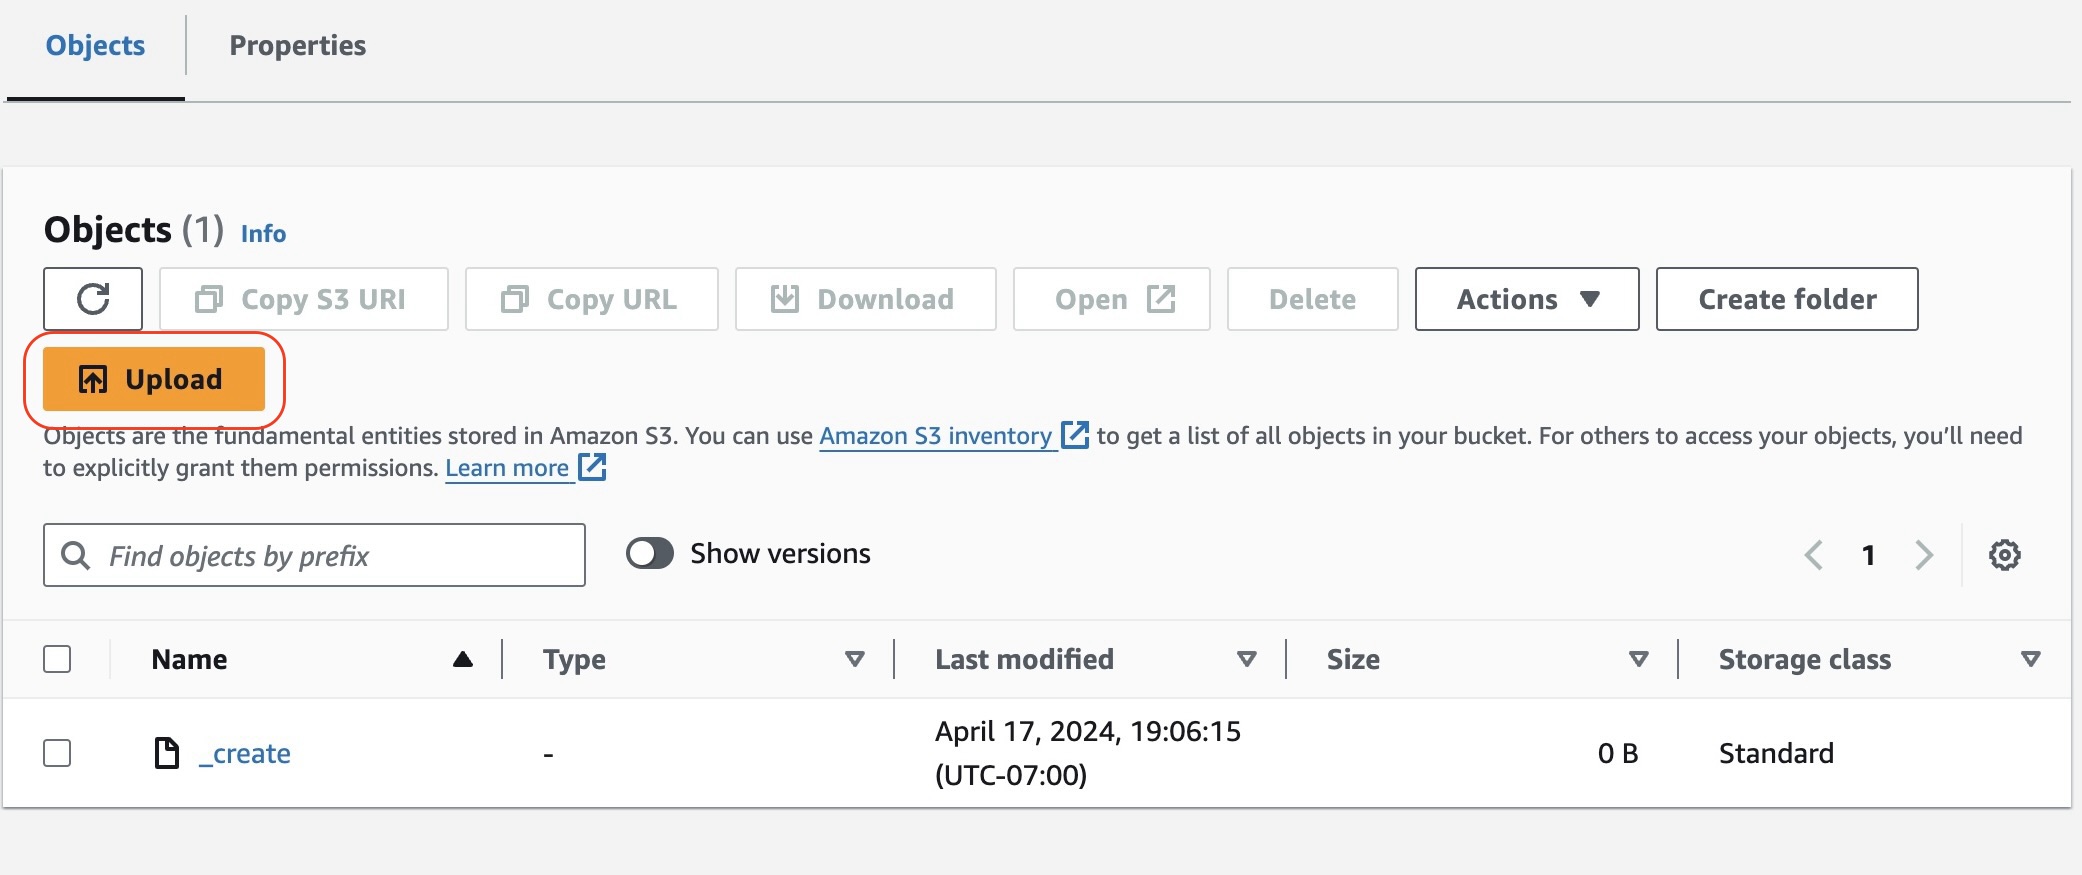 Objects
Properties
Objects (1) Info
Copy S3 URI
Copy URL
Download
Open
Delete
Actions
Create folder
Upload
Objects are the fundamental entities stored in Amazon S3. You can use Amazon S3 inventory to get a list of all objects in your bucket. For others to access your objects, you’ll need
to explicitly grant them permissions. Learn more
Find objects by prefix
Show versions
1
Name
Type
Last modified
Size
Storage class
_create
-
April 17, 2024, 19:06:15
(UTC-07:00)
0 B
Standard